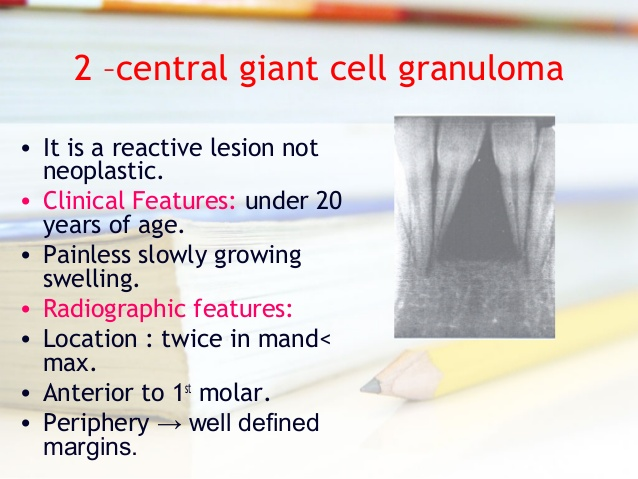 2 –central giant cell granuloma
• It is a reactive lesion not
neoplastic.
• Clinical Features: under 20
years of age.
• Painless slowly growing
swelling.
• Radiographic features:
• Location : twice in mand<
max.
• Anterior to 1st molar.
• Periphery → well defined
margins.